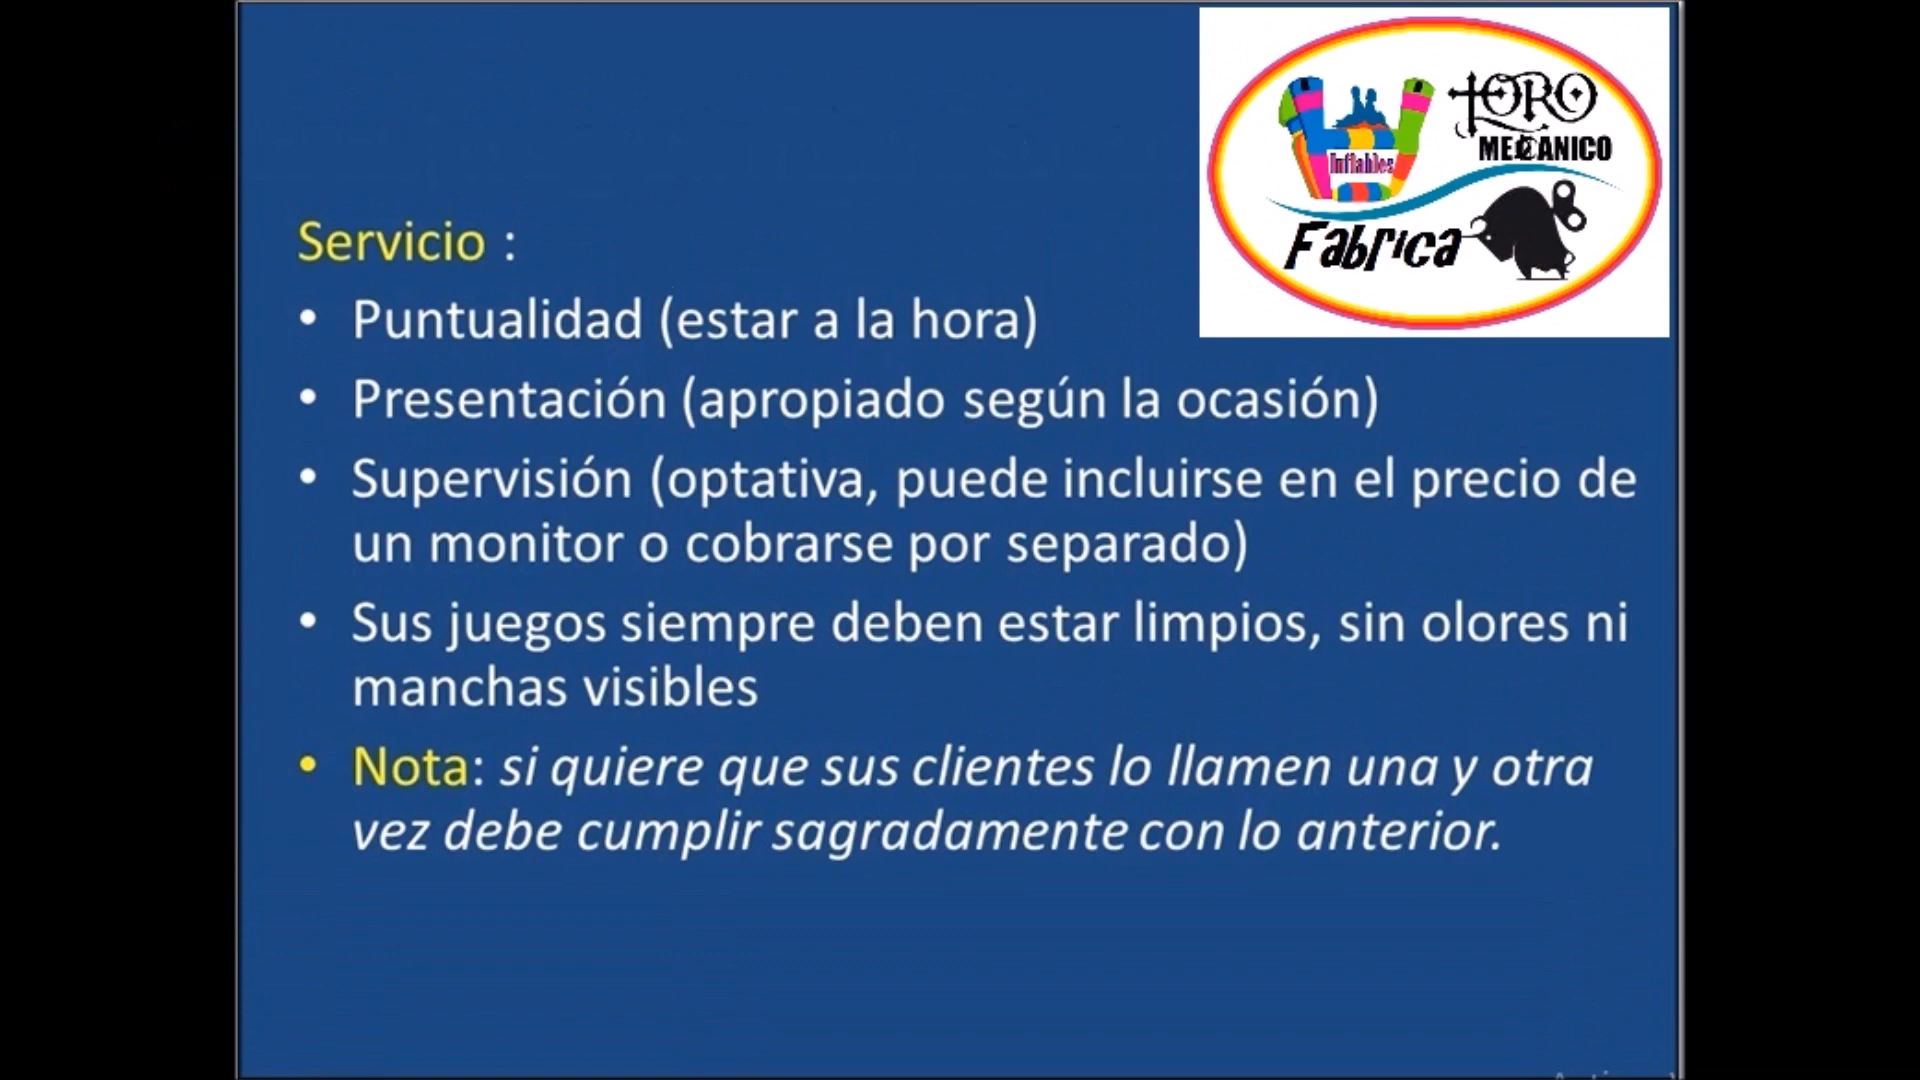 Inflables
TORO
MECANICO
Fabrica
Servicio :
• Puntualidad (estar a la hora)
• Presentación (apropiado según la ocasión)
• Supervisión (optativa, puede incluirse en el precio de
un monitor o cobrarse por separado)
• Sus juegos siempre deben estar limpios, sin olores ni
manchas visibles
• Nota: si quiere que sus clientes lo llamen una y otra
vez debe cumplir sagradamente con lo anterior.